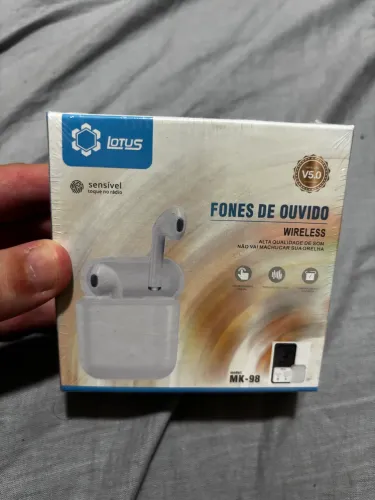 LOTUS
V5.0
sensível
toque no rádio
FONES DE OUVIDO
WIRELESS
ALTA QUALIDADE DE SOM
NÃO VAI MACHUCAR SUA ORELHA
MK-98